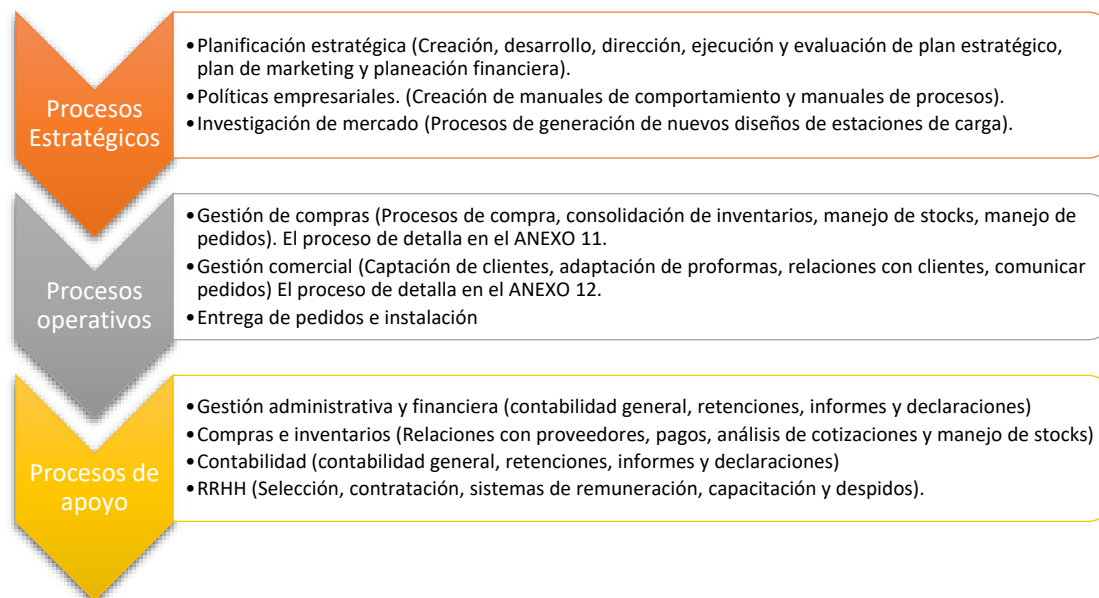 Procesos
Estratégicos
•Planificación estratégica (Creación, desarrollo, dirección, ejecución y evaluación de plan estratégico,
plan de marketing y planeación financiera).
•Políticas empresariales. (Creación de manuales de comportamiento y manuales de procesos).
•Investigación de mercado (Procesos de generación de nuevos diseños de estaciones de carga).
Procesos
operativos
•Gestión de compras (Procesos de compra, consolidación de inventarios, manejo de stocks, manejo de
pedidos). El proceso de detalla en el ANEXO 11.
•Gestión comercial (Captación de clientes, adaptación de proformas, relaciones con clientes, comunicar
pedidos) El proceso de detalla en el ANEXO 12.
•Entrega de pedidos e instalación
Procesos de
apoyo
•Gestión administrativa y financiera (contabilidad general, retenciones, informes y declaraciones)
•Compras e inventarios (Relaciones con proveedores, pagos, análisis de cotizaciones y manejo de stocks)
•Contabilidad (contabilidad general, retenciones, informes y declaraciones)
•RRHH (Selección, contratación, sistemas de remuneración, capacitación y despidos).